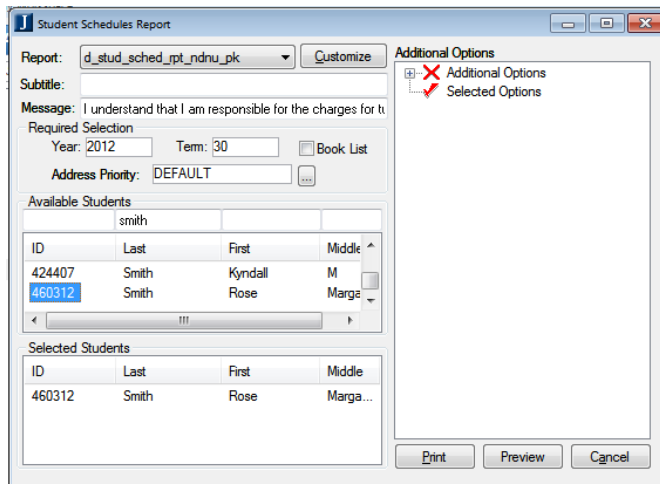 Student Schedules Report
Report: d_stud_sched_rpt_ndnu_pk Customize
Subtitle:
Message: I understand that I am responsible for the charges for
Required Selection
Year: 2012 Term: 30 Book List
Address Priority: DEFAULT ...
Available Students
smith
ID Last First Middle
424407 Smith Kyndall M
460312 Smith Rose Marga
Selected Students
ID Last First Middle
460312 Smith Rose Marga...
Additional Options
Additional Options
Selected Options
Print Preview Cancel